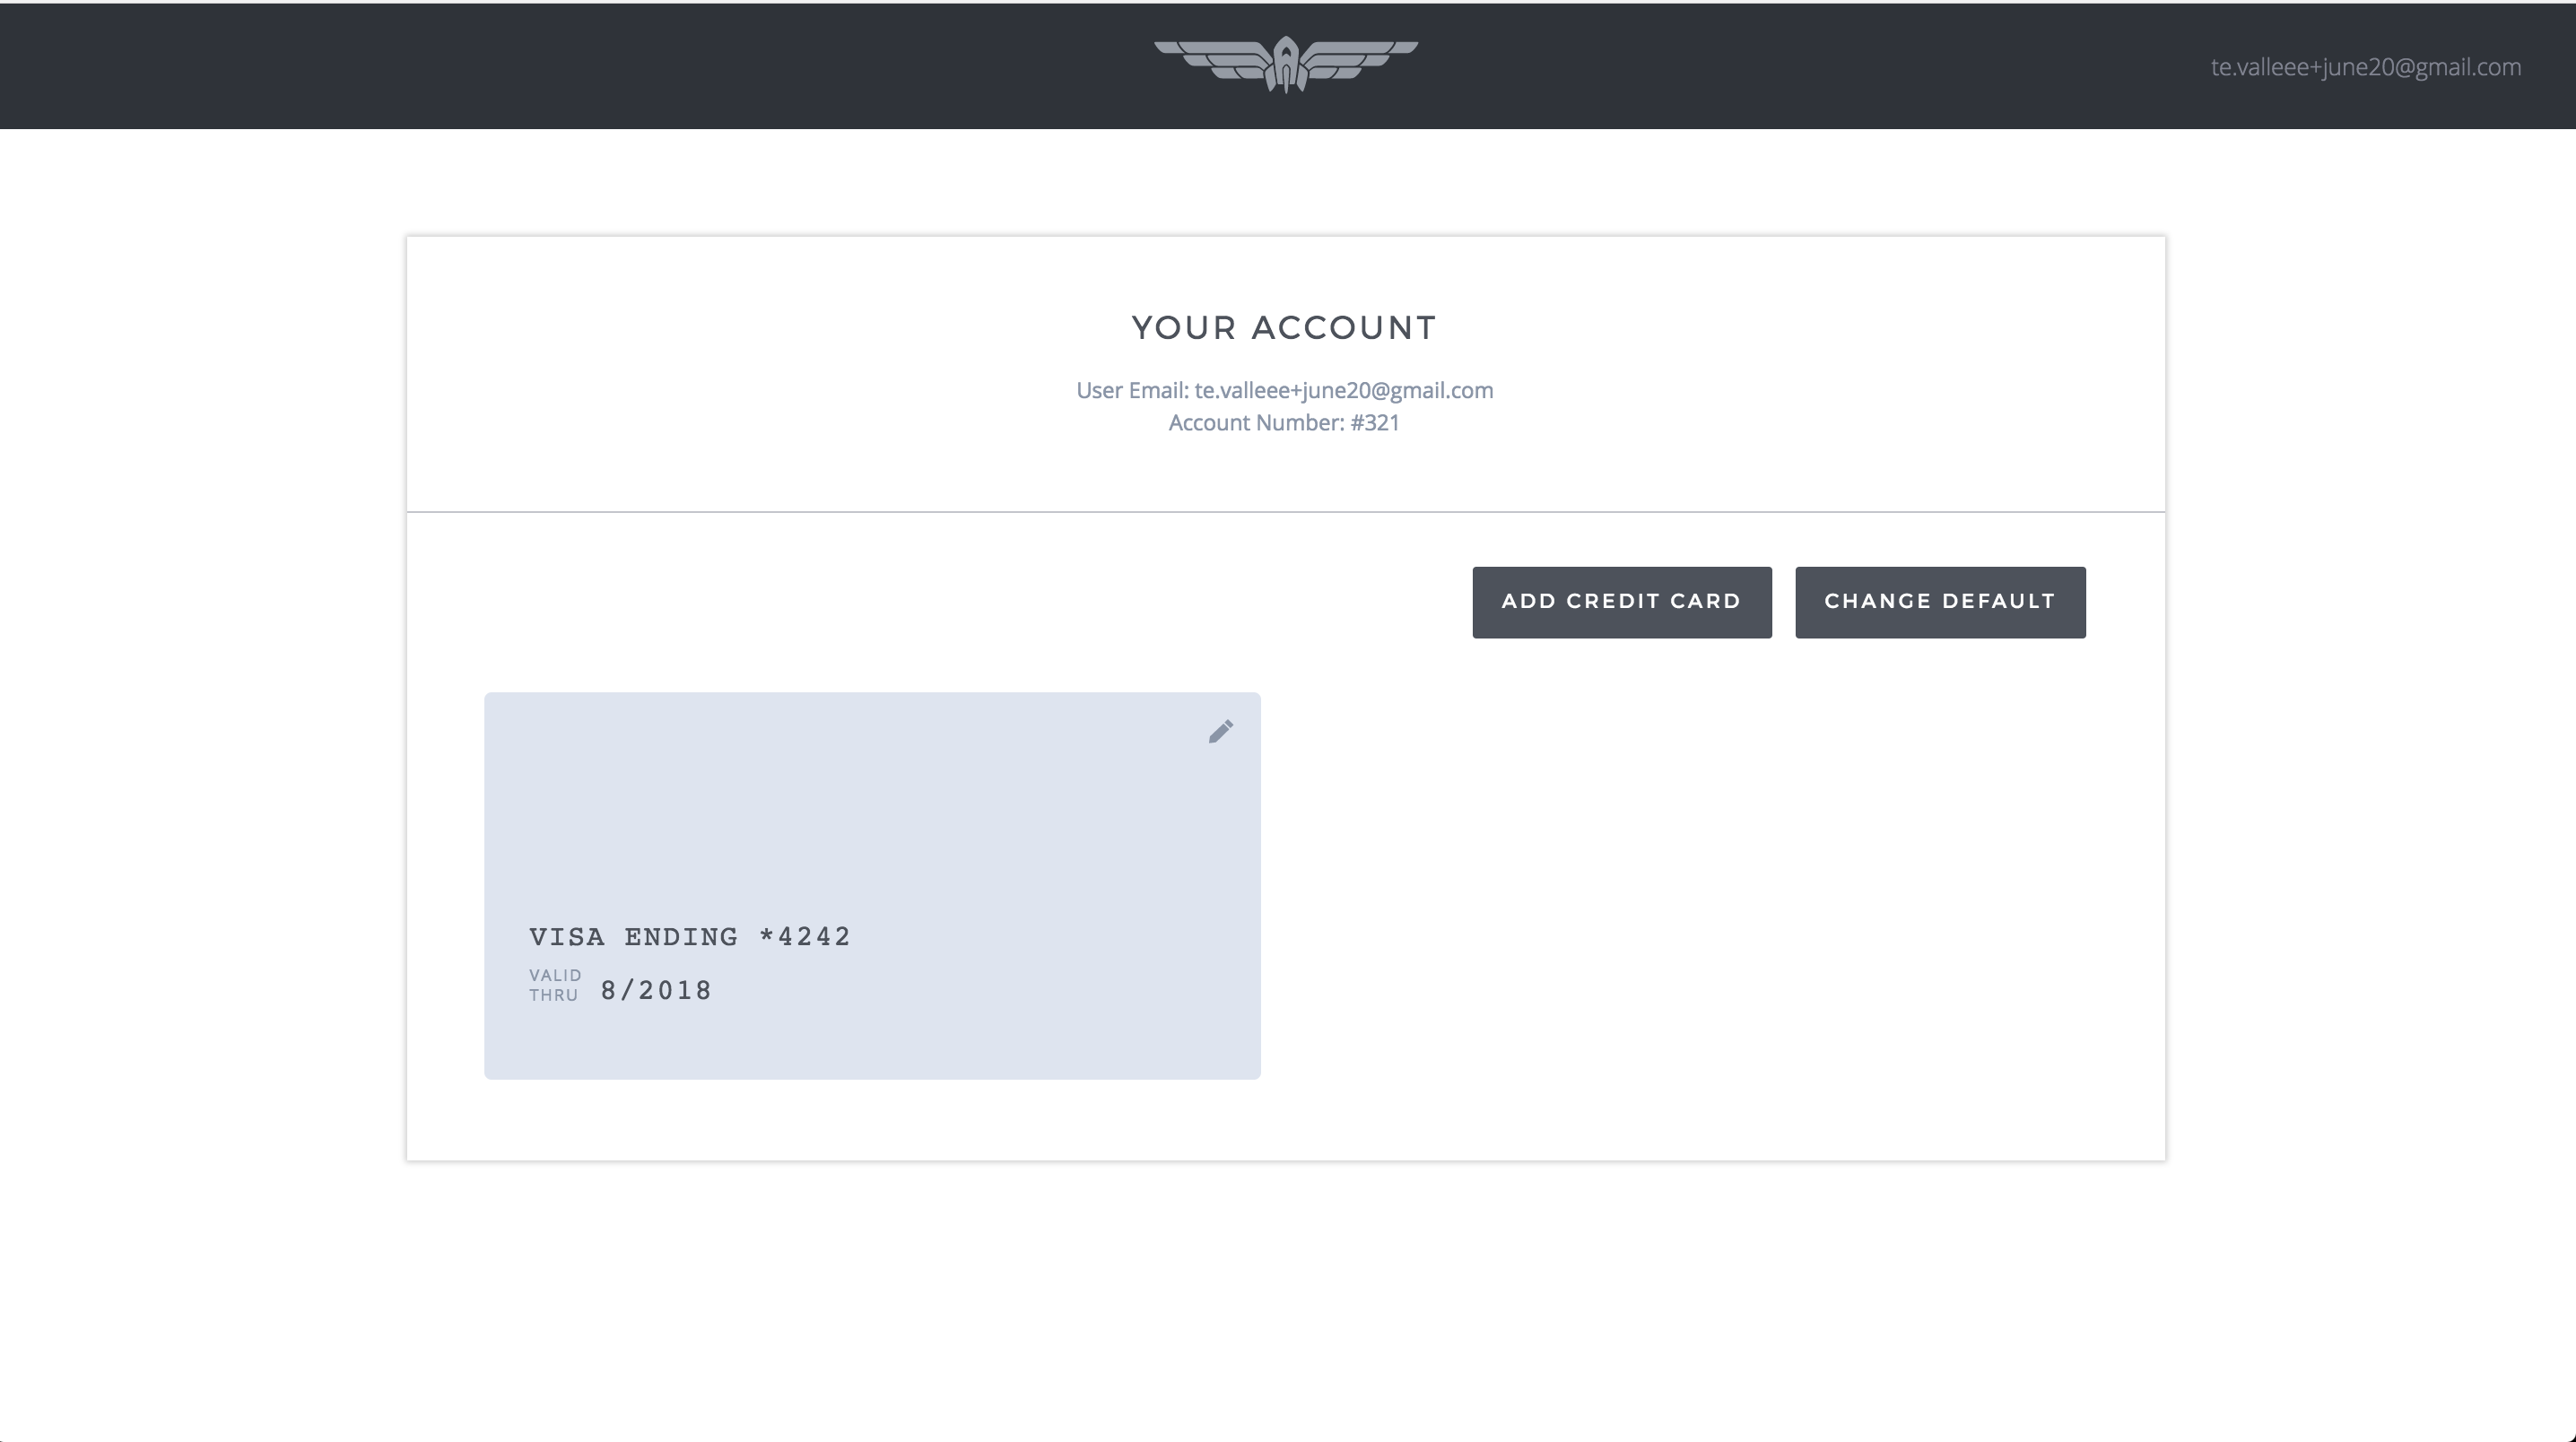 te.valleee+june20@gmail.com
YOUR ACCOUNT
User Email: te.valleee+june20@gmail.com
Account Number: #321
ADD CREDIT CARD
CHANGE DEFAULT
VISA ENDING *4242
VALID
THRU 8/2018